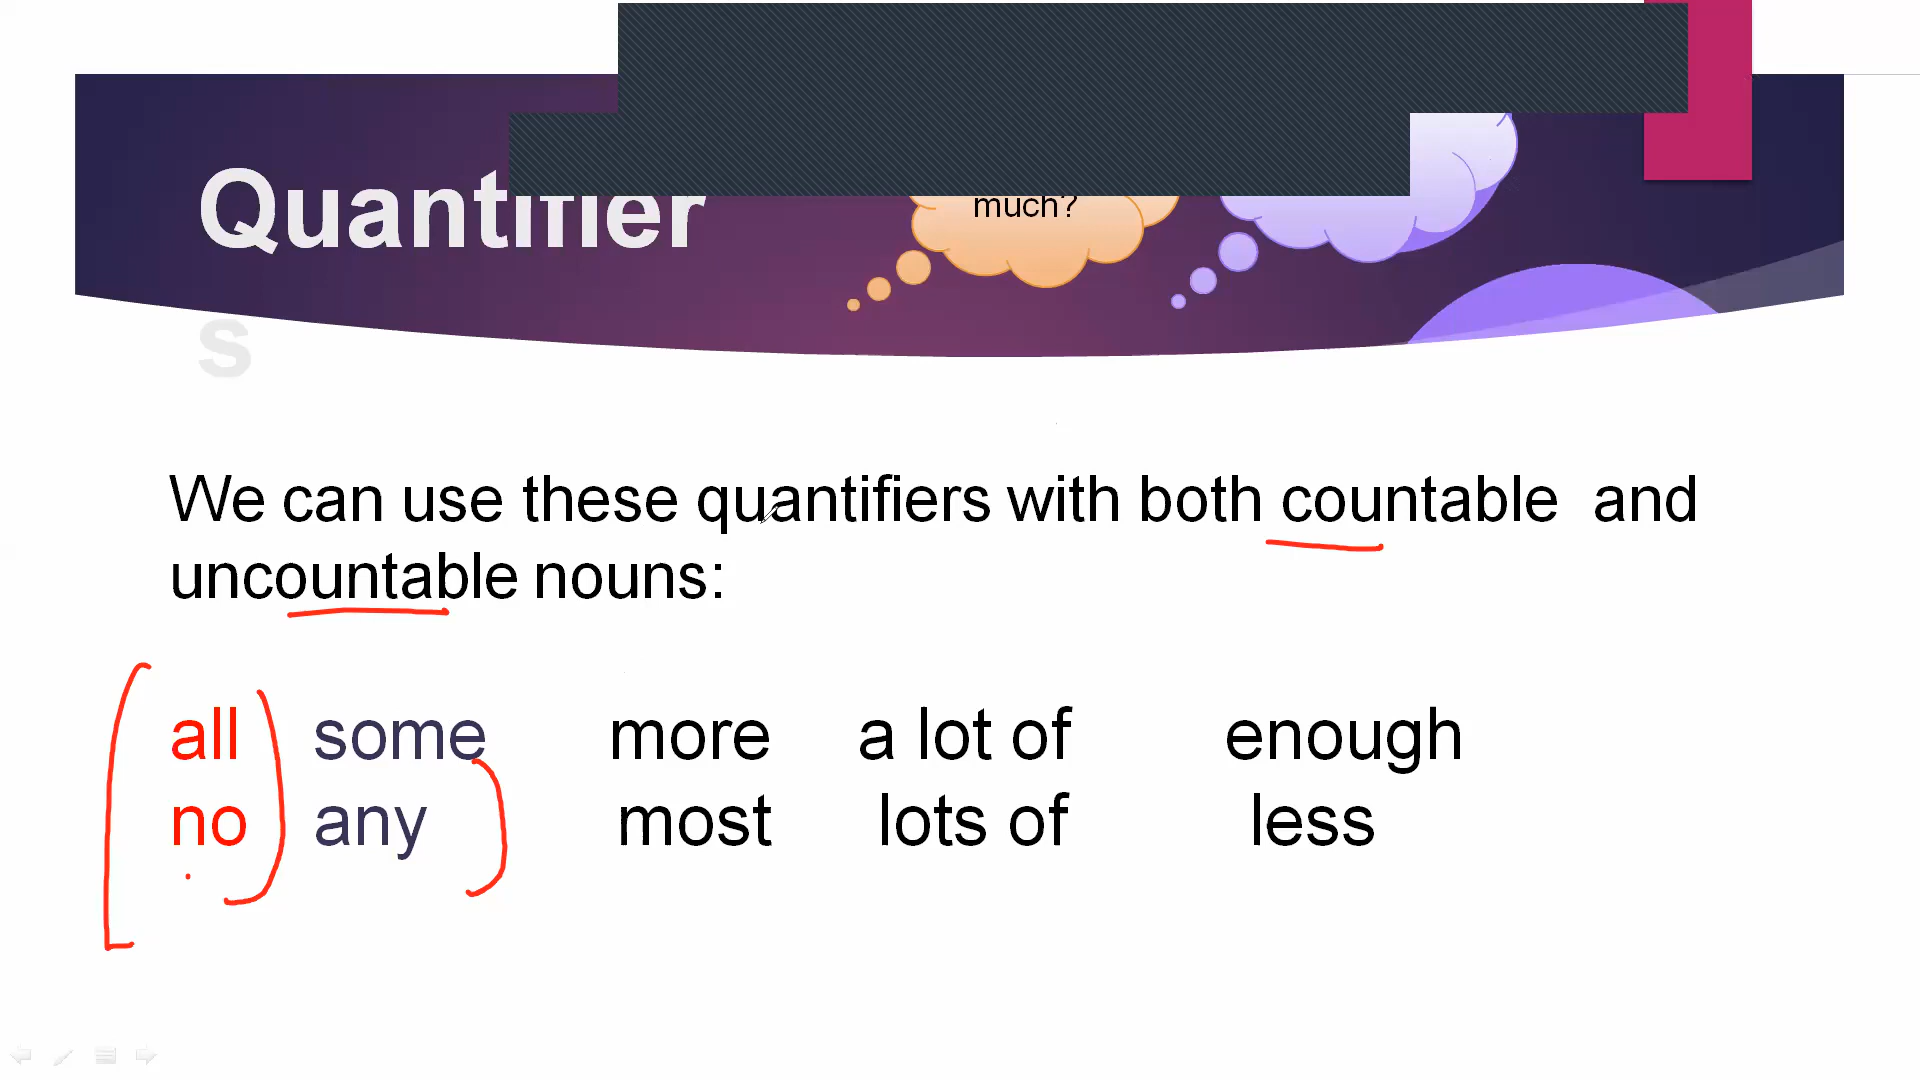 Quantifier
s
much?
We can use these quantifiers with both countable and
uncountable nouns:
all some more a lot of enough
no any most lots of less